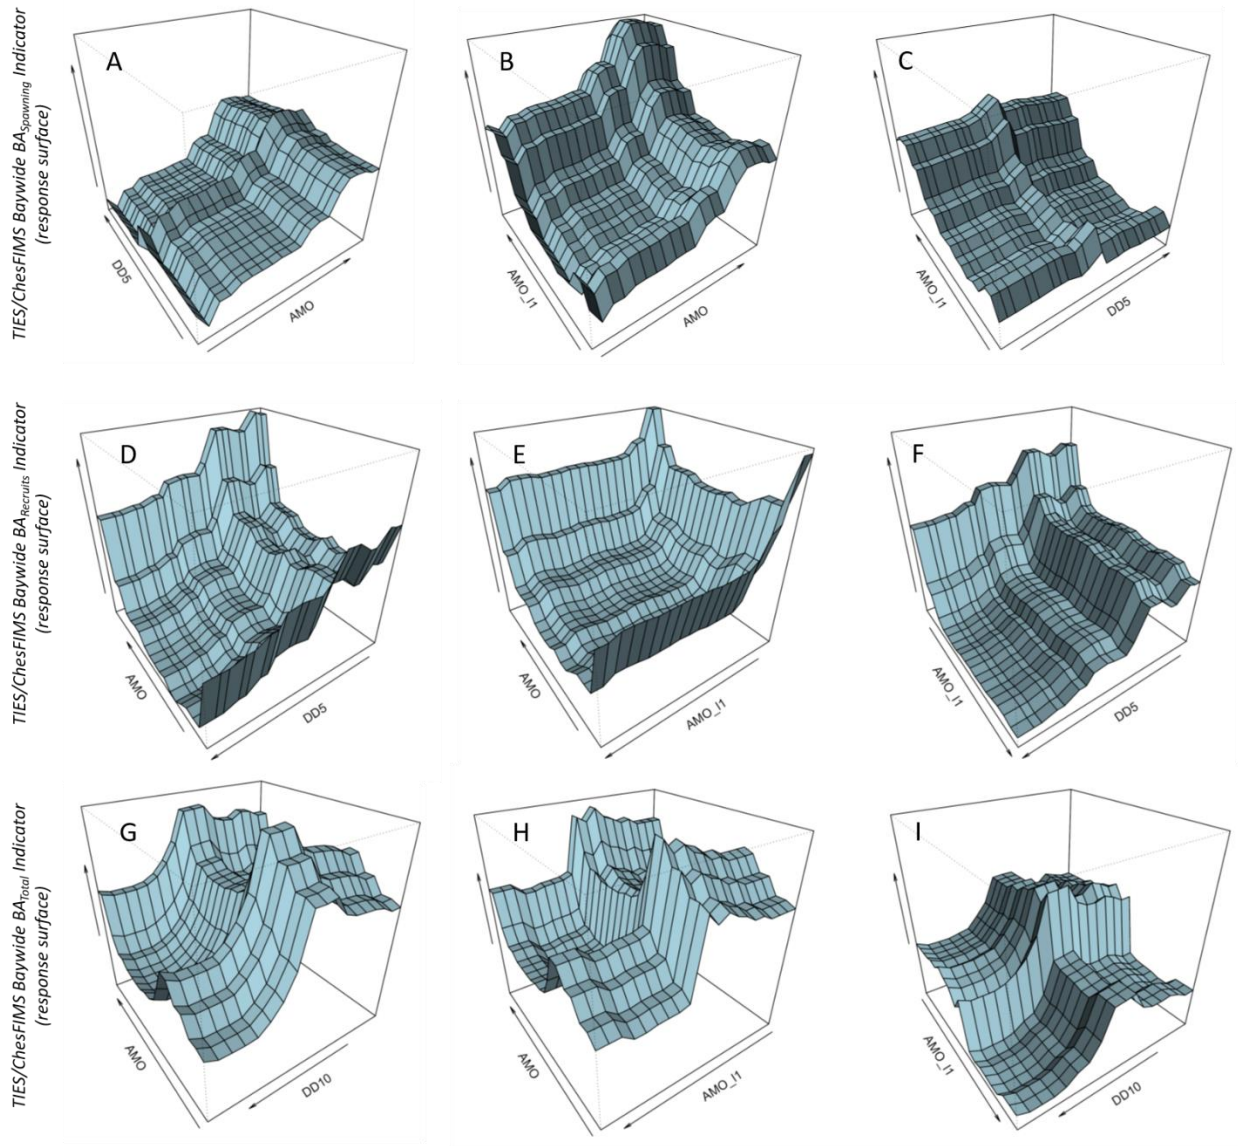 TIES/ChesFIMS Baywide BA_Spawning Indicator
(response surface)
A
DD5
AMO
B
AMO_l1
AMO
C
AMO_l1
DD5
TIES/ChesFIMS Baywide BA_Recruits Indicator
(response surface)
D
AMO
DD5
E
AMO
AMO_l1
F
AMO_l1
DD5
TIES/ChesFIMS Baywide BA_Total Indicator
(response surface)
G
AMO
DD10
H
AMO
AMO_l1
I
AMO_l1
DD10